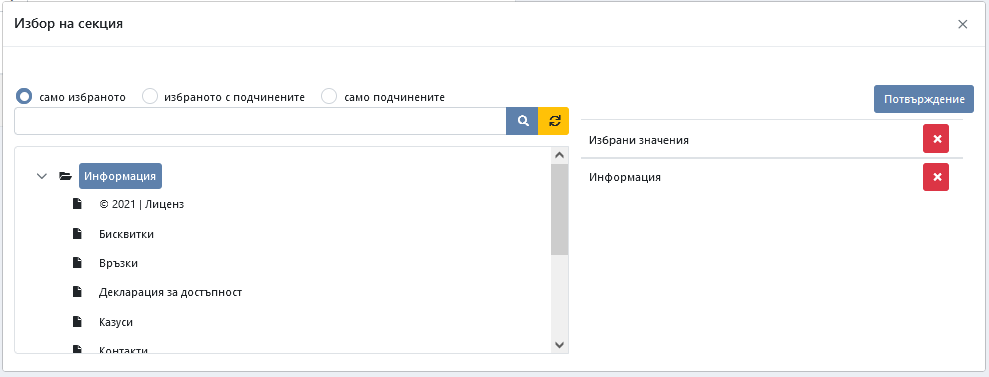 Избор на секция
само избраното избраното с подчинените само подчинените
Потвърждение
Избрани значения
Информация
Информация
© 2021 | Лиценз
Бисквитки
Връзки
Декларация за достъпност
Казуси
Контакти